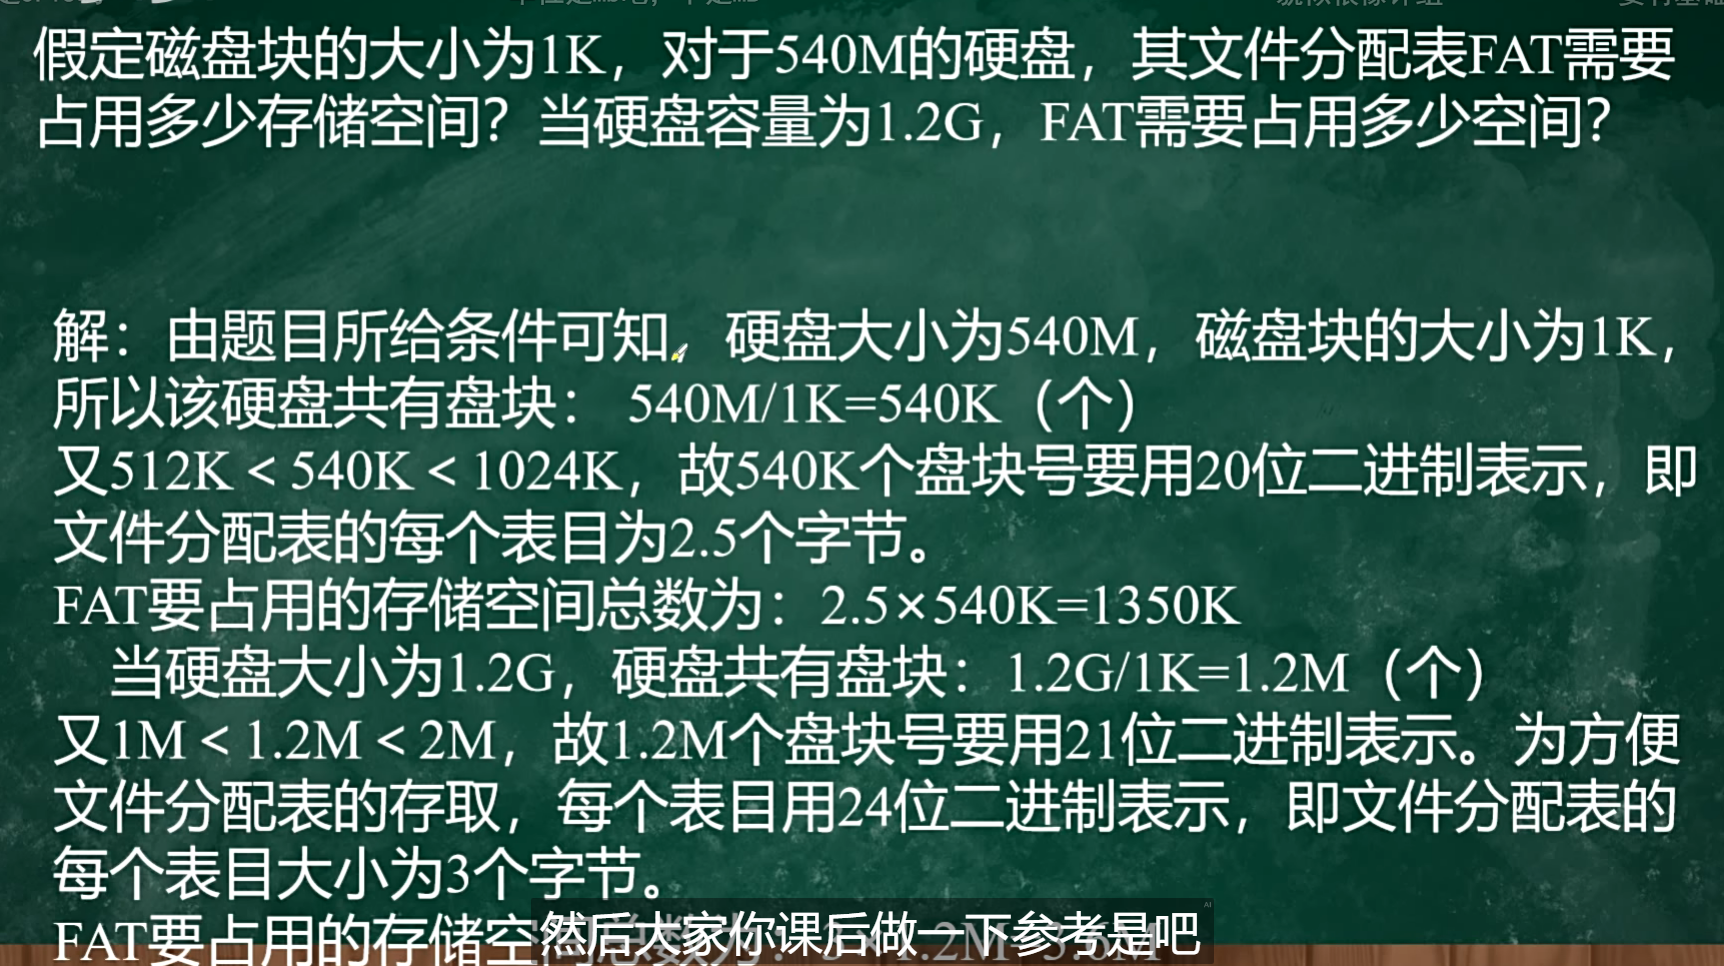 假定磁盘块的大小为1K，对于540M的硬盘，其文件分配表FAT需要
占用多少存储空间？当硬盘容量为1.2G，FAT需要占用多少空间？
解：由题目所给条件可知，硬盘大小为540M，磁盘块的大小为1K，
所以该硬盘共有盘块： 540M/1K=540K（个）
又512K＜540K＜1024K，故540K个盘块号要用20位二进制表示，即
文件分配表的每个表目为2.5个字节。
FAT要占用的存储空间总数为：2.5×540K=1350K
当硬盘大小为1.2G，硬盘共有盘块：1.2G/1K=1.2M（个）
又1M＜1.2M＜2M，故1.2M个盘块号要用21位二进制表示。为方便
文件分配表的存取，每个表目用24位二进制表示，即文件分配表的
每个表目大小为3个字节。
FAT要占用的存储空间总数为：3×1.2M=3.6M
然后大家你课后做一下参考是吧
AI